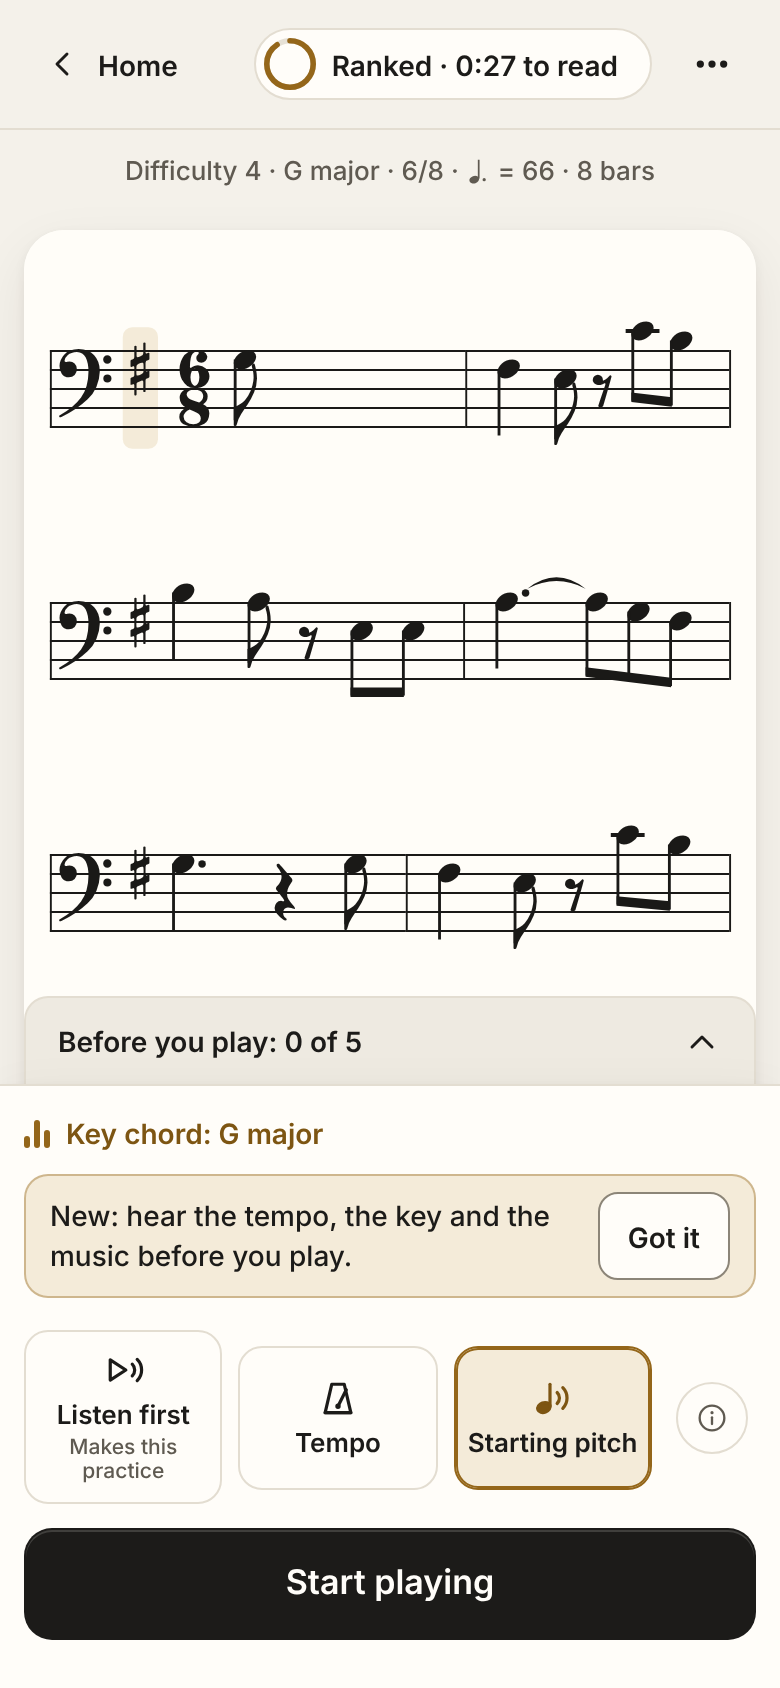 Home
Ranked · 0:27 to read
Difficulty 4 · G major · 6/8 · ♩. = 66 · 8 bars
6
8
Before you play: 0 of 5
Key chord: G major
New: hear the tempo, the key and the
music before you play.
Got it
Listen first
Makes this
practice
Tempo
Starting pitch
Start playing